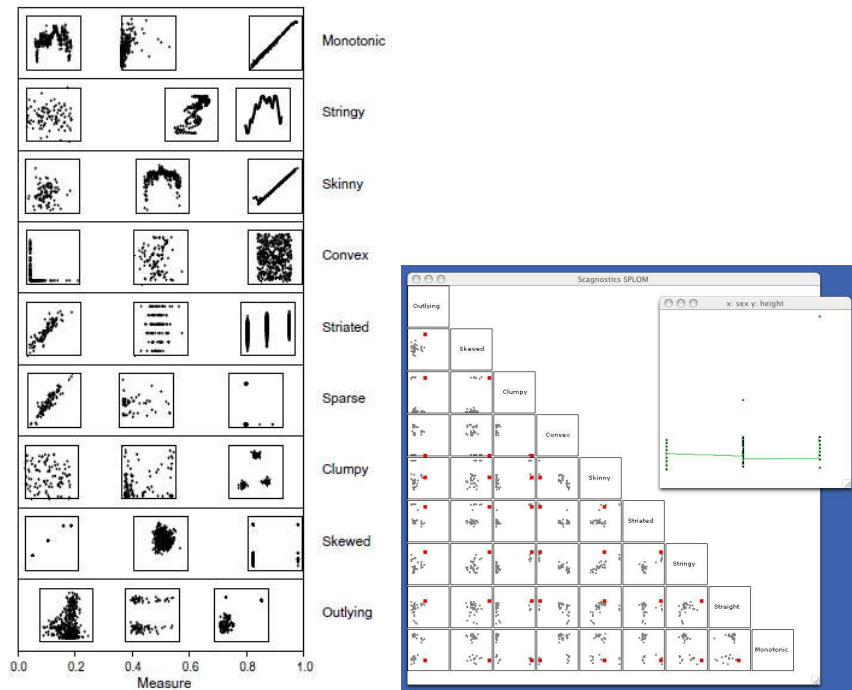 Monotonic
Stringy
Skinny
Convex
Striated
Sparse
Clumpy
Skewed
Outlying
0.0 0.2 0.4 0.6 0.8 1.0
Measure
Scagnostics SPLOM
x: sex y: height
Outlying
Skewed
Clumpy
Convex
Skinny
Striated
Stringy
Straight
Monotonic